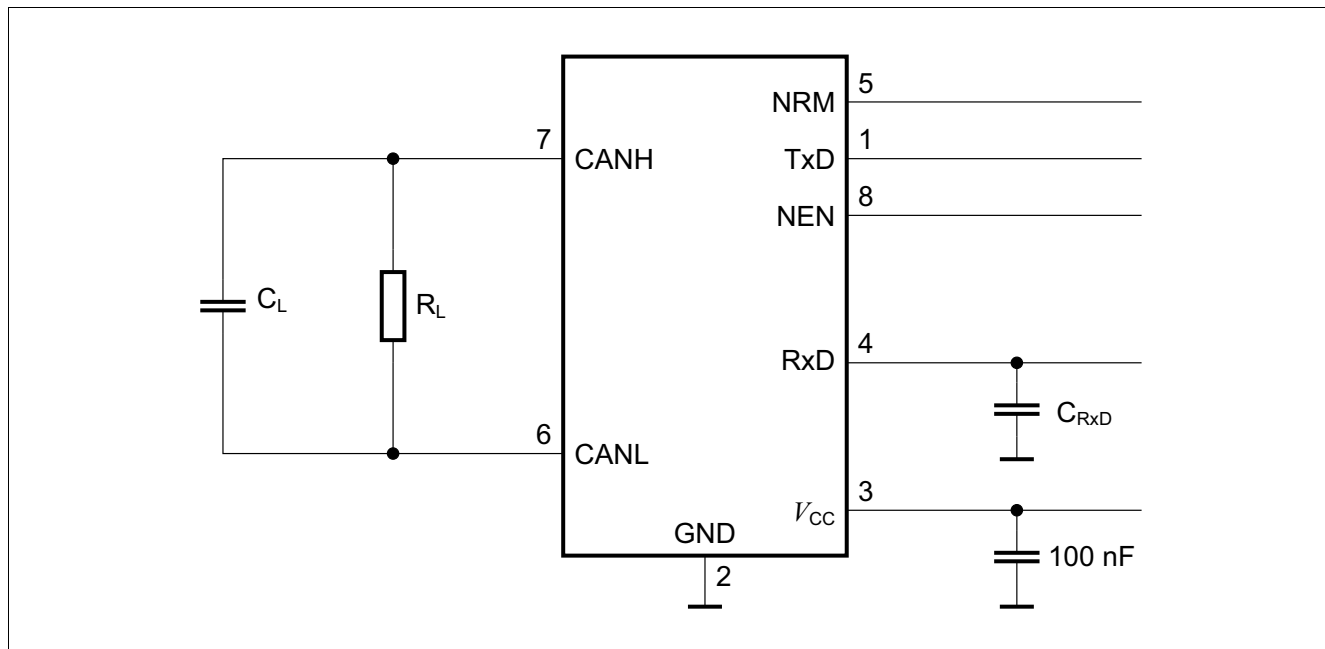 5
NRM
1
7
TxD
CANH
8
NEN
C_L
R_L
4
RxD
C_RxD
6
CANL
3
V_CC
GND
100 nF
2